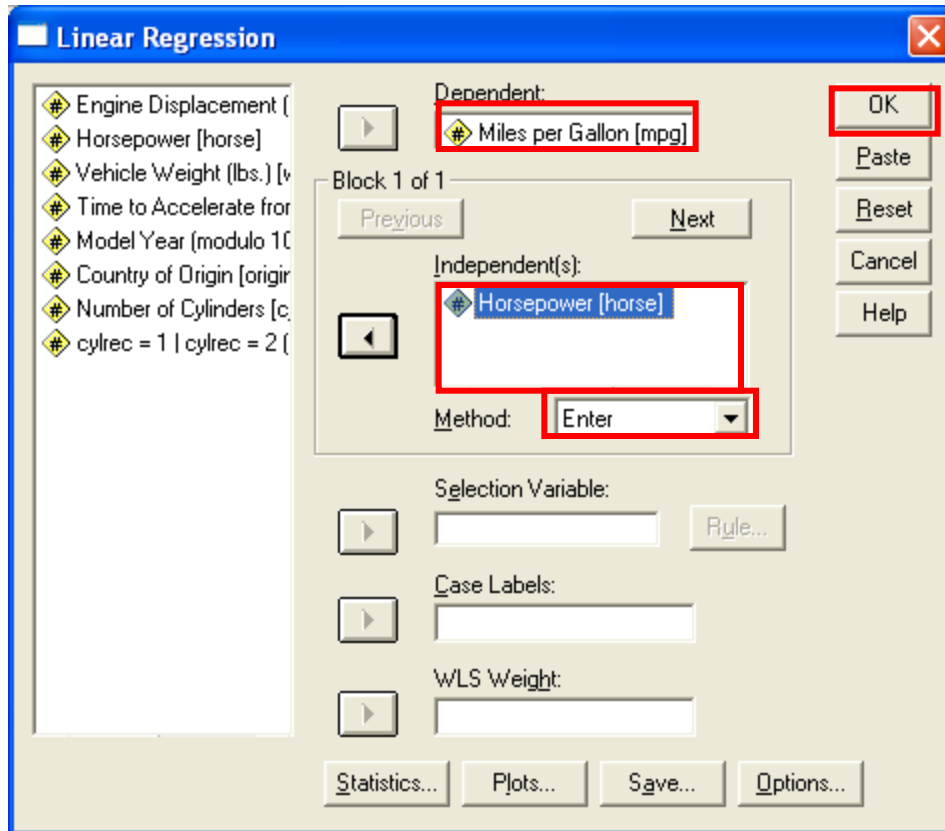 Linear Regression
Engine Displacement (
Horsepower [horse]
Vehicle Weight (lbs.) [w
Time to Accelerate fror
Model Year (modulo 10
Country of Origin [origin
Number of Cylinders [c
cylrec = 1 | cylrec = 2 (
Dependent:
Miles per Gallon [mpg]
Block 1 of 1
Previous
Next
Independent(s):
Horsepower [horse]
Method:
Enter
Selection Variable:
Rule...
Case Labels:
WLS Weight:
Statistics...
Plots...
Save...
Options...
OK
Paste
Reset
Cancel
Help